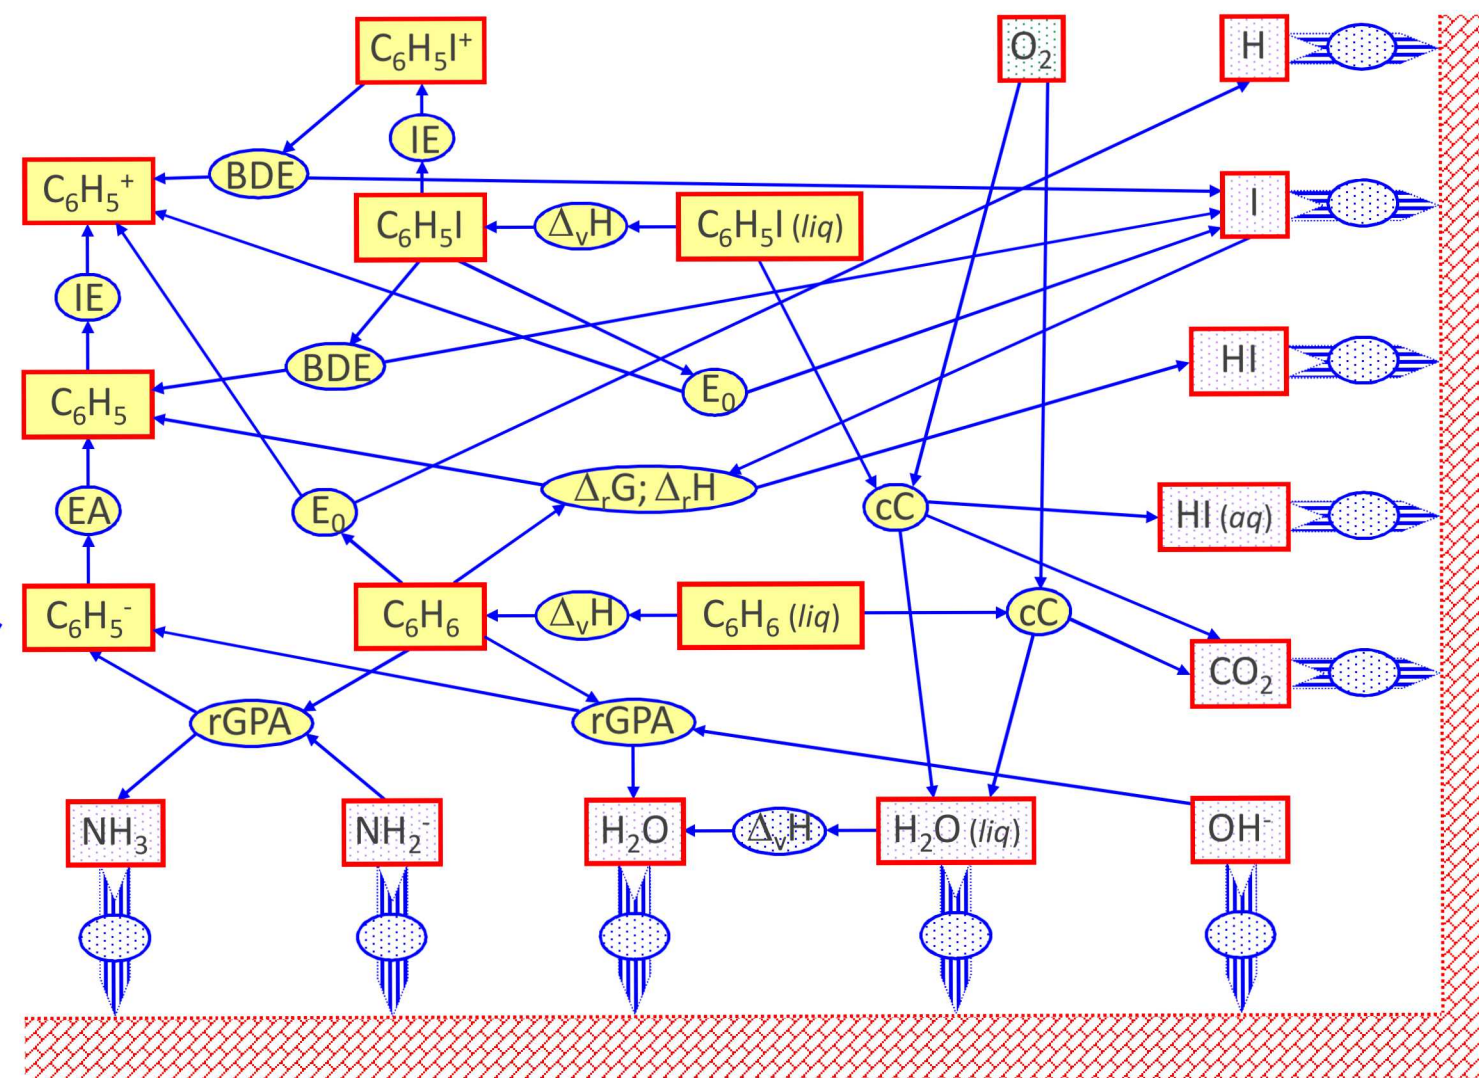 C₆H₅I⁺
O₂
H
IE
BDE
C₆H₅⁺
I
C₆H₅I
ΔᵥH
C₆H₅I (liq)
IE
BDE
HI
E₀
C₆H₅
ΔᵣG; ΔᵣH
EA
E₀
cC
HI (aq)
C₆H₅⁻
C₆H₆
ΔᵥH
C₆H₆ (liq)
cC
CO₂
rGPA
rGPA
NH₃
NH₂⁻
H₂O
ΔᵥH
H₂O (liq)
OH⁻